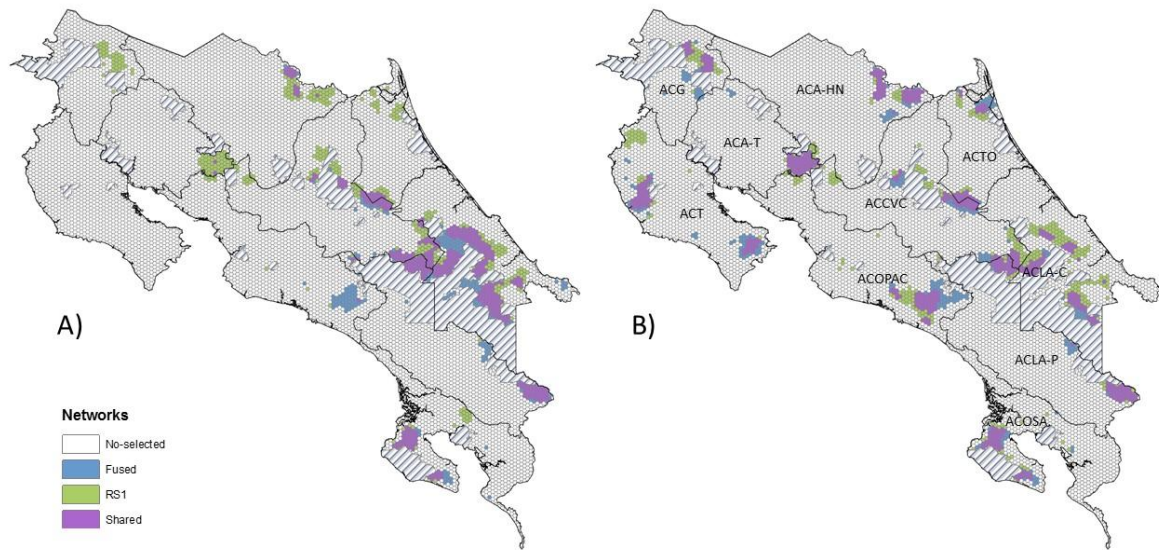 A)
Networks
No-selected
Fused
RS1
Shared
ACG
ACA-HN
ACA-T
ACTO
ACT
ACCVC
ACOPAC
ACLA-C
B)
ACLA-P
ACOSA